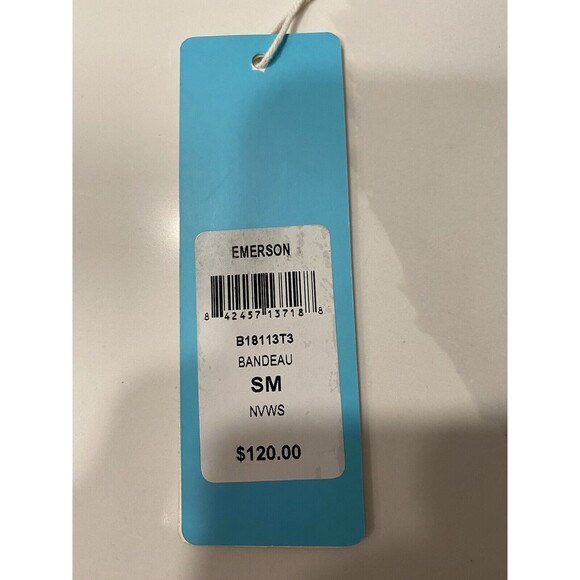 EMERSON
8 42457 13718 8
B18113T3
BANDEAU
SM
NVWS
$120.00